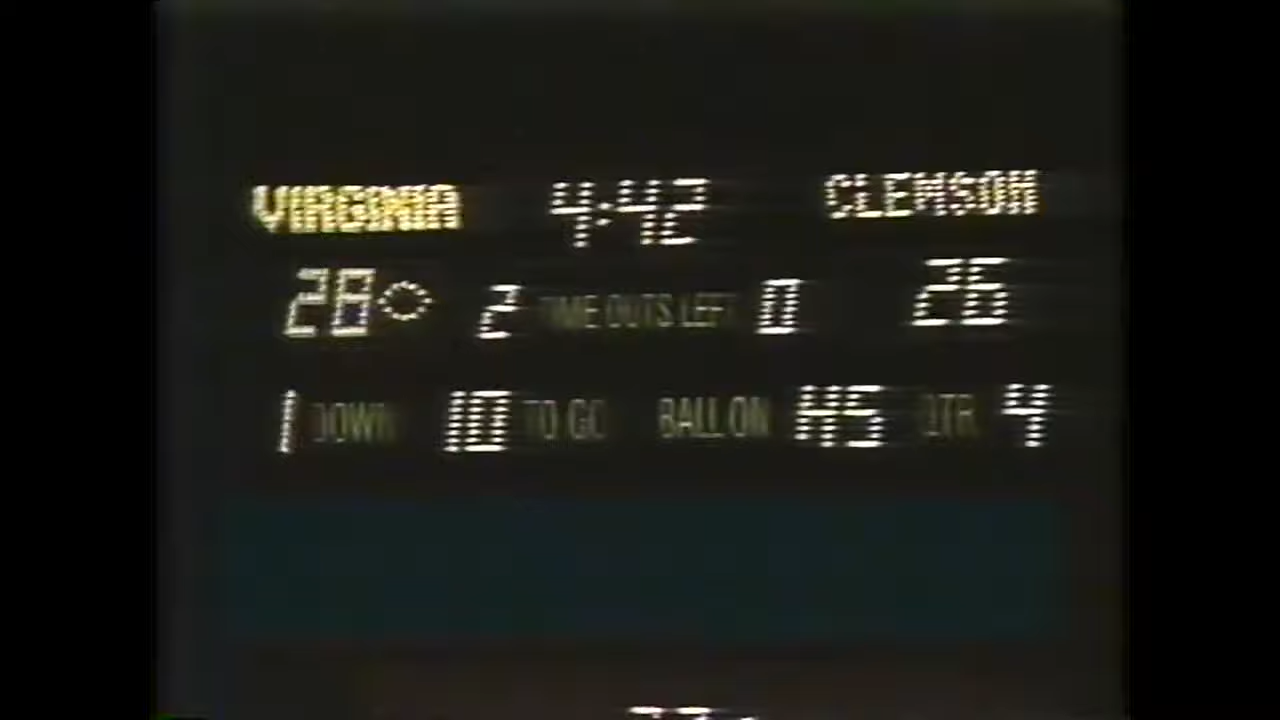 VIRGINIA 4:42 CLEMSON
28 2 TIME OUTS LEFT 0 26
1 DOWN 10 TO GO BALL ON 45 QTR 4